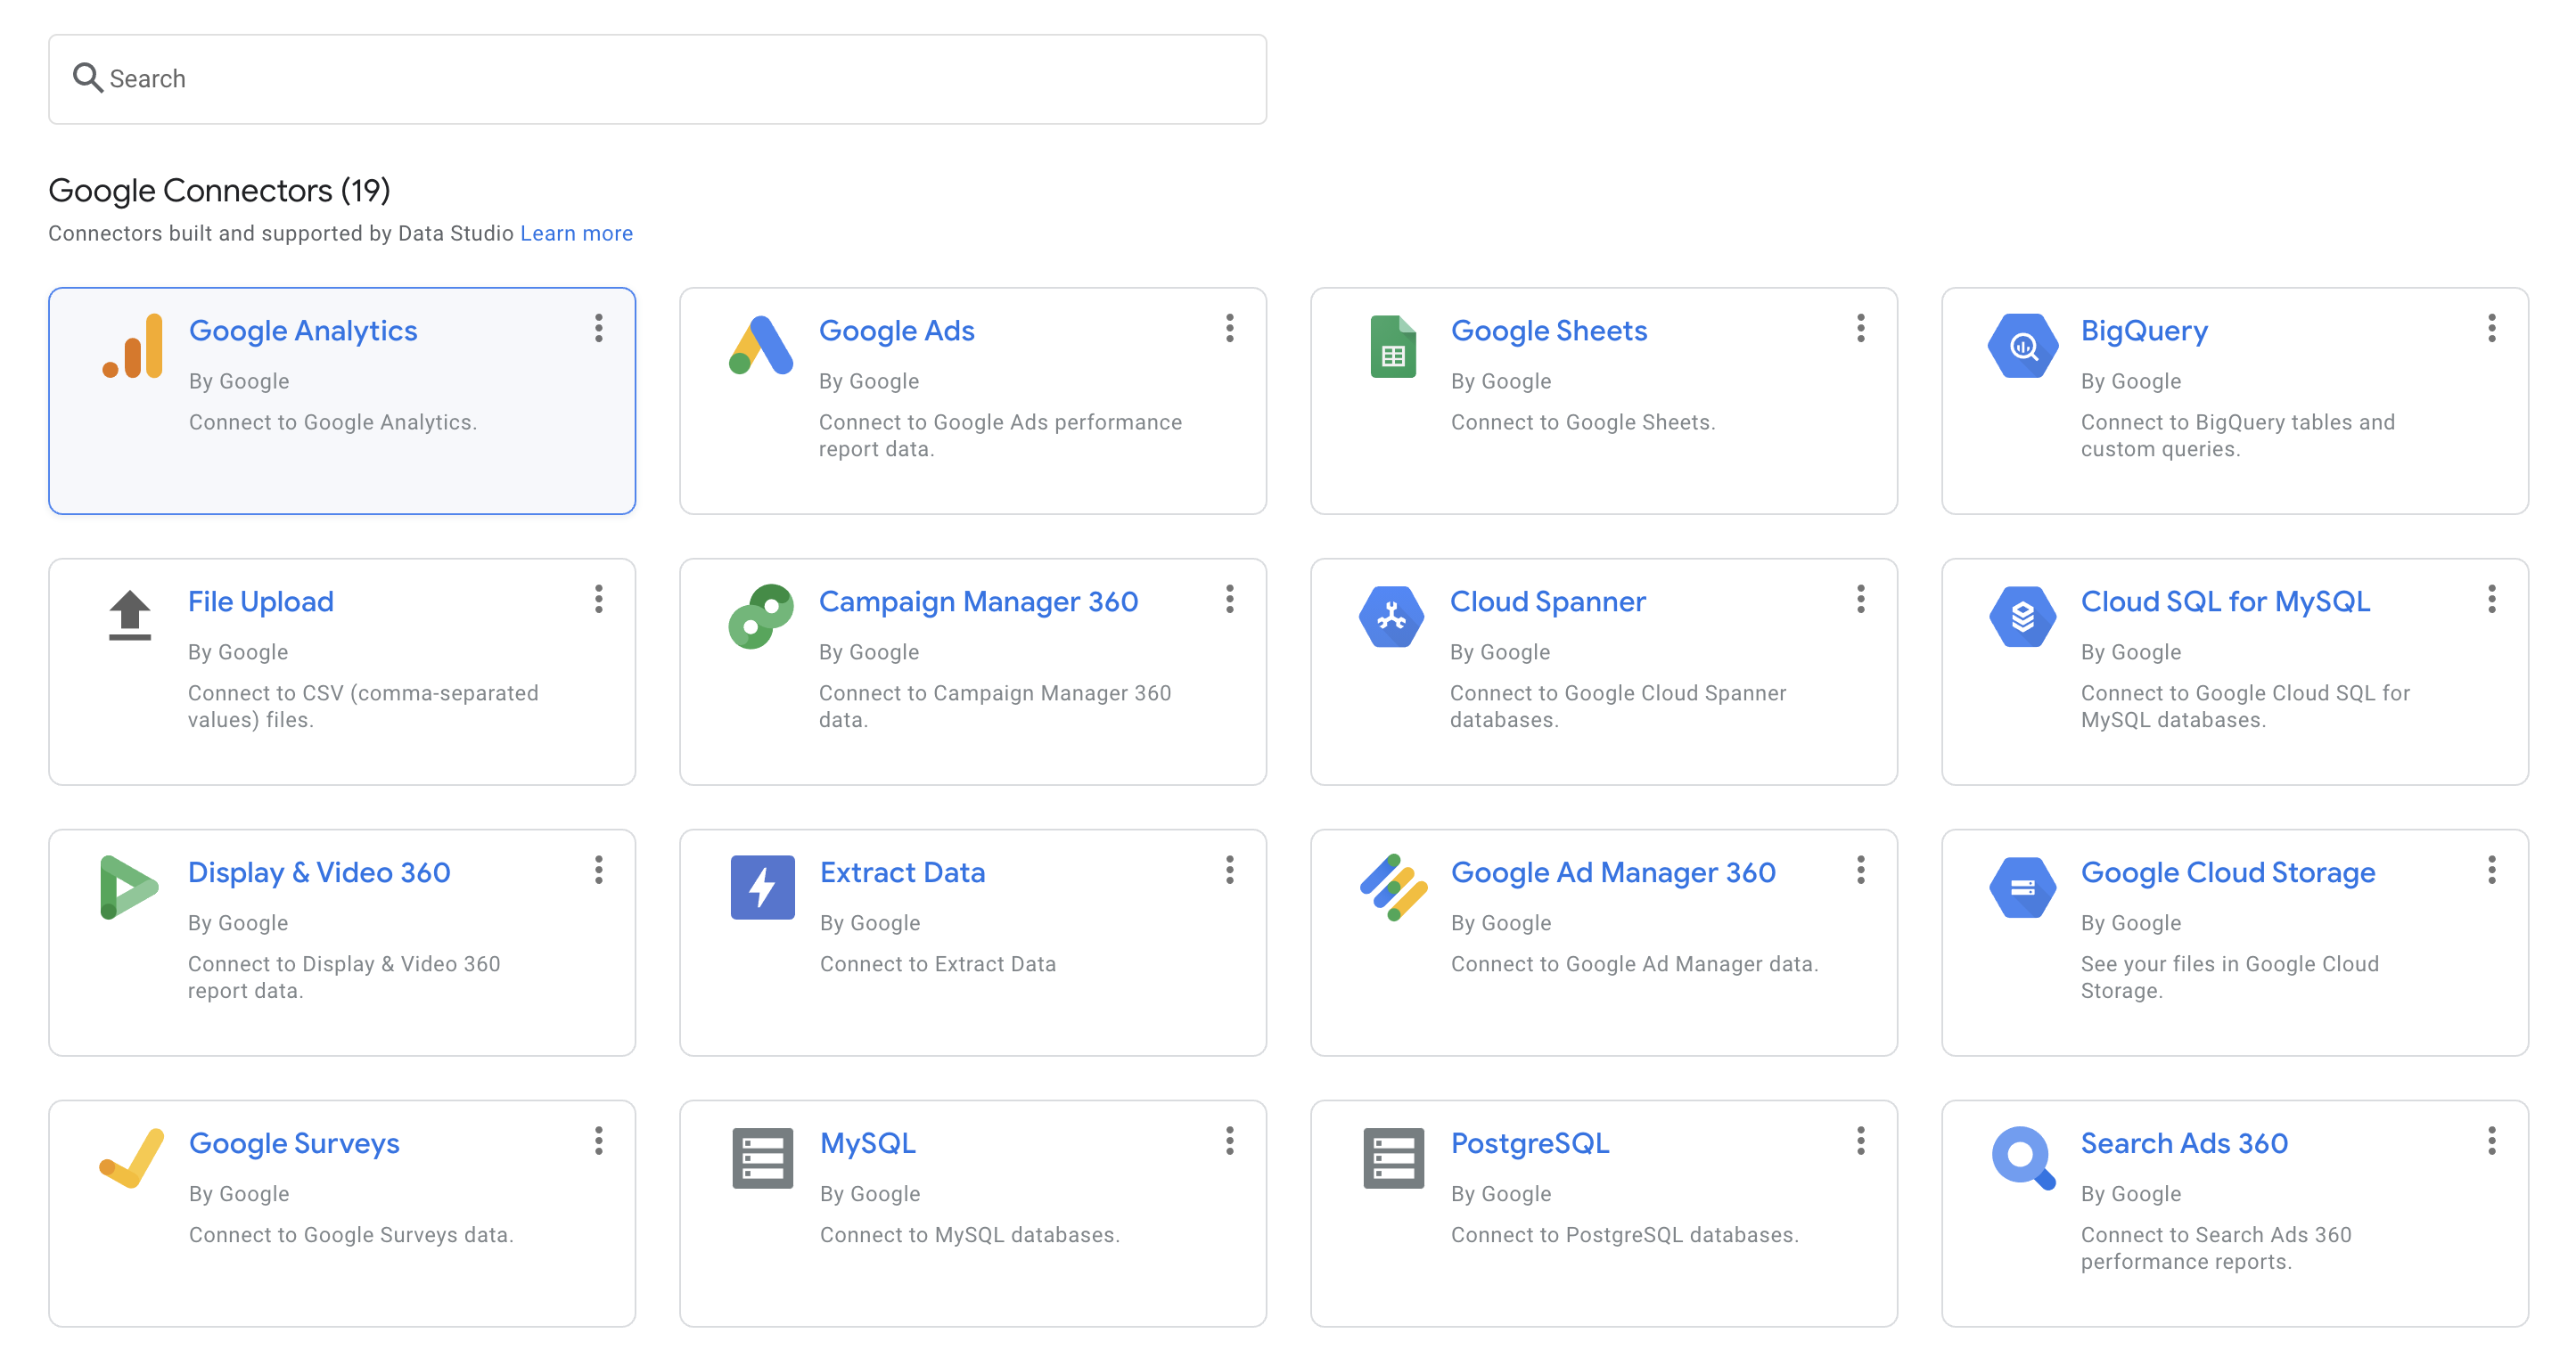 Search
Google Connectors (19)
Connectors built and supported by Data Studio Learn more
Google Analytics
By Google
Connect to Google Analytics.
Google Ads
By Google
Connect to Google Ads performance
report data.
Google Sheets
By Google
Connect to Google Sheets.
BigQuery
By Google
Connect to BigQuery tables and
custom queries.
File Upload
By Google
Connect to CSV (comma-separated
values) files.
Campaign Manager 360
By Google
Connect to Campaign Manager 360
data.
Cloud Spanner
By Google
Connect to Google Cloud Spanner
databases.
Cloud SQL for MySQL
By Google
Connect to Google Cloud SQL for
MySQL databases.
Display & Video 360
By Google
Connect to Display & Video 360
report data.
Extract Data
By Google
Connect to Extract Data
Google Ad Manager 360
By Google
Connect to Google Ad Manager data.
Google Cloud Storage
By Google
See your files in Google Cloud
Storage.
Google Surveys
By Google
Connect to Google Surveys data.
MySQL
By Google
Connect to MySQL databases.
PostgreSQL
By Google
Connect to PostgreSQL databases.
Search Ads 360
By Google
Connect to Search Ads 360
performance reports.